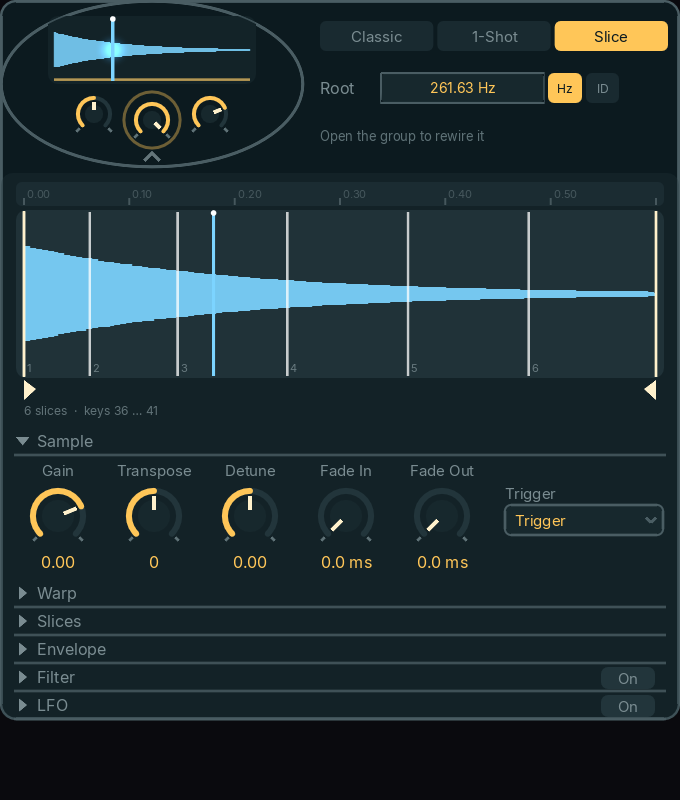 Classic 1-Shot Slice
Root 261.63 Hz Hz ID
Open the group to rewire it
0.00 0.10 0.20 0.30 0.40 0.50
1 2 3 4 5 6
6 slices · keys 36 ... 41
Sample
Gain Transpose Detune Fade In Fade Out
Trigger
Trigger
0.00 0 0.00 0.0 ms 0.0 ms
Warp
Slices
Envelope
Filter On
LFO On